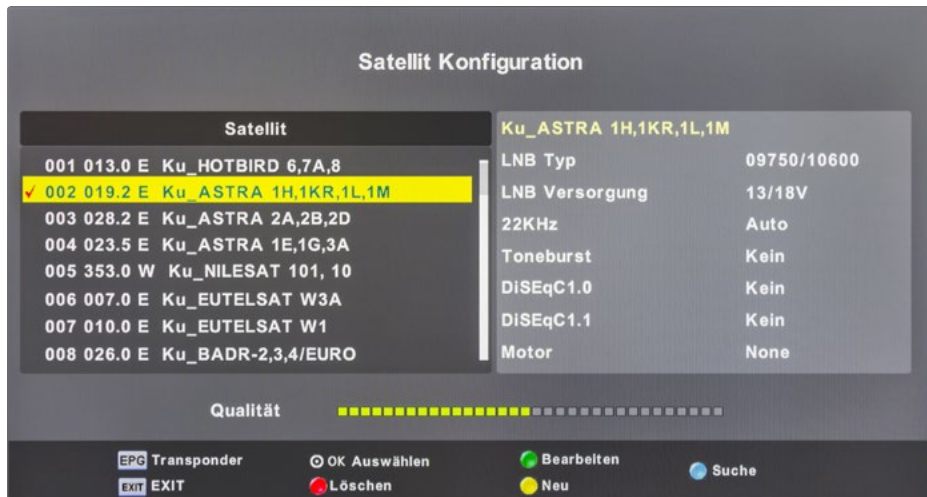 Satellit Konfiguration
Satellit
001 013.0 E Ku_HOTBIRD 6,7A,8
002 019.2 E Ku_ASTRA 1H,1KR,1L,1M
003 028.2 E Ku_ASTRA 2A,2B,2D
004 023.5 E Ku_ASTRA 1E,1G,3A
005 353.0 W Ku_NILESAT 101, 10
006 007.0 E Ku_EUTELSAT W3A
007 010.0 E Ku_EUTELSAT W1
008 026.0 E Ku_BADR-2,3,4/EURO
Ku_ASTRA 1H,1KR,1L,1M
LNB Typ 09750/10600
LNB Versorgung 13/18V
22KHz Auto
Toneburst Kein
DiSEqC1.0 Kein
DiSEqC1.1 Kein
Motor None
Qualität
EPG Transponder OK Auswählen Bearbeiten Suche
EXIT EXIT Löschen Neu